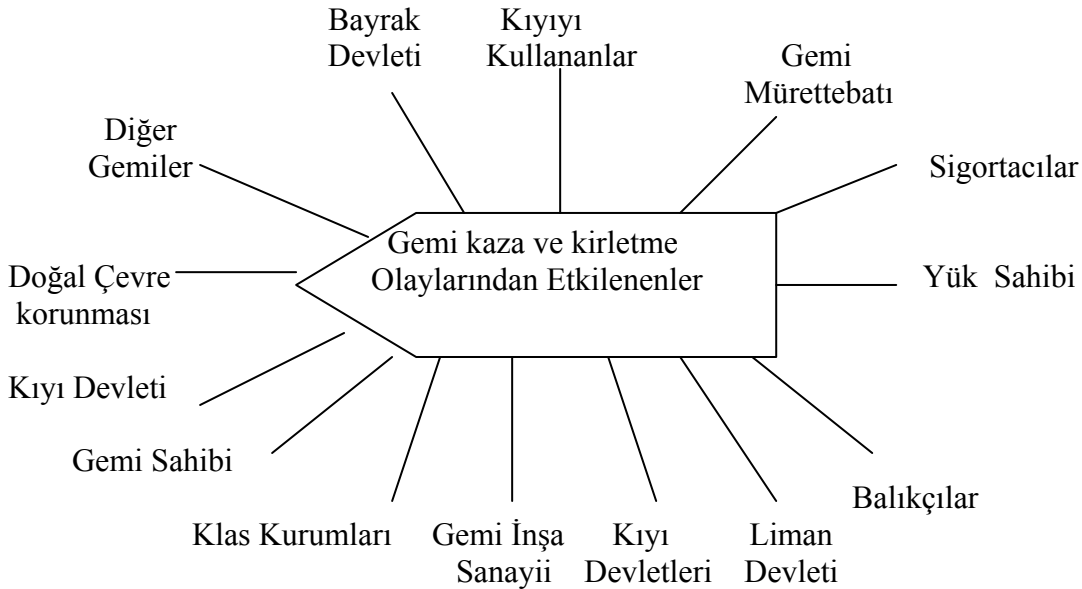 Bayrak
Devleti
Kıyıyı
Kullananlar
Gemi
Mürettebatı
Diğer
Gemiler
Sigortacılar
Gemi kaza ve kirletme
Olaylarından Etkilenenler
Doğal Çevre
korunması
Yük Sahibi
Kıyı Devleti
Gemi Sahibi
Balıkçılar
Klas Kurumları
Gemi İnşa
Sanayii
Kıyı
Devletleri
Liman
Devleti